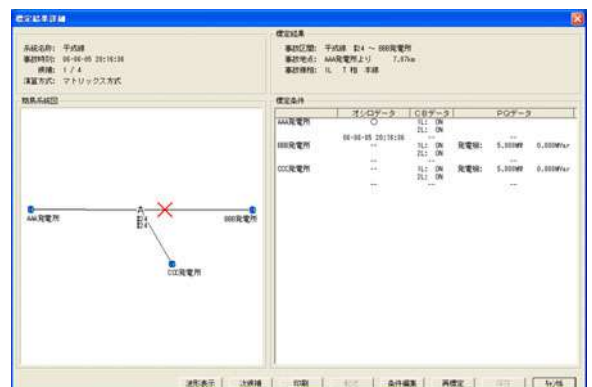 標定結果詳細
系統名称: 平成線
事故時刻: 06-06-05 20:16:36
候補: 1 / 4
演算方式: マトリックス方式
標定結果
事故区間: 平成線 彰4 ~ BBB発電所
事故地点: AAA発電所より 7.67km
事故様相: 1L T相 本線
簡易系統図
AAA発電所
BBB発電所
CCC発電所
標定条件
オシロデータ CBデータ PQデータ
AAA発電所 ○ 1L: ON --
2L: ON
06-06-05 20:16:36 --
BBB発電所 -- 1L: ON 発電機: 5.000MW 0.000MVar
-- 2L: ON
--
CCC発電所 -- 1L: ON 発電機: 5.000MW 0.000MVar
-- 2L: ON
--
波形表示 次候補 印刷 条件編集 再標定 ｷｬﾝｾﾙ